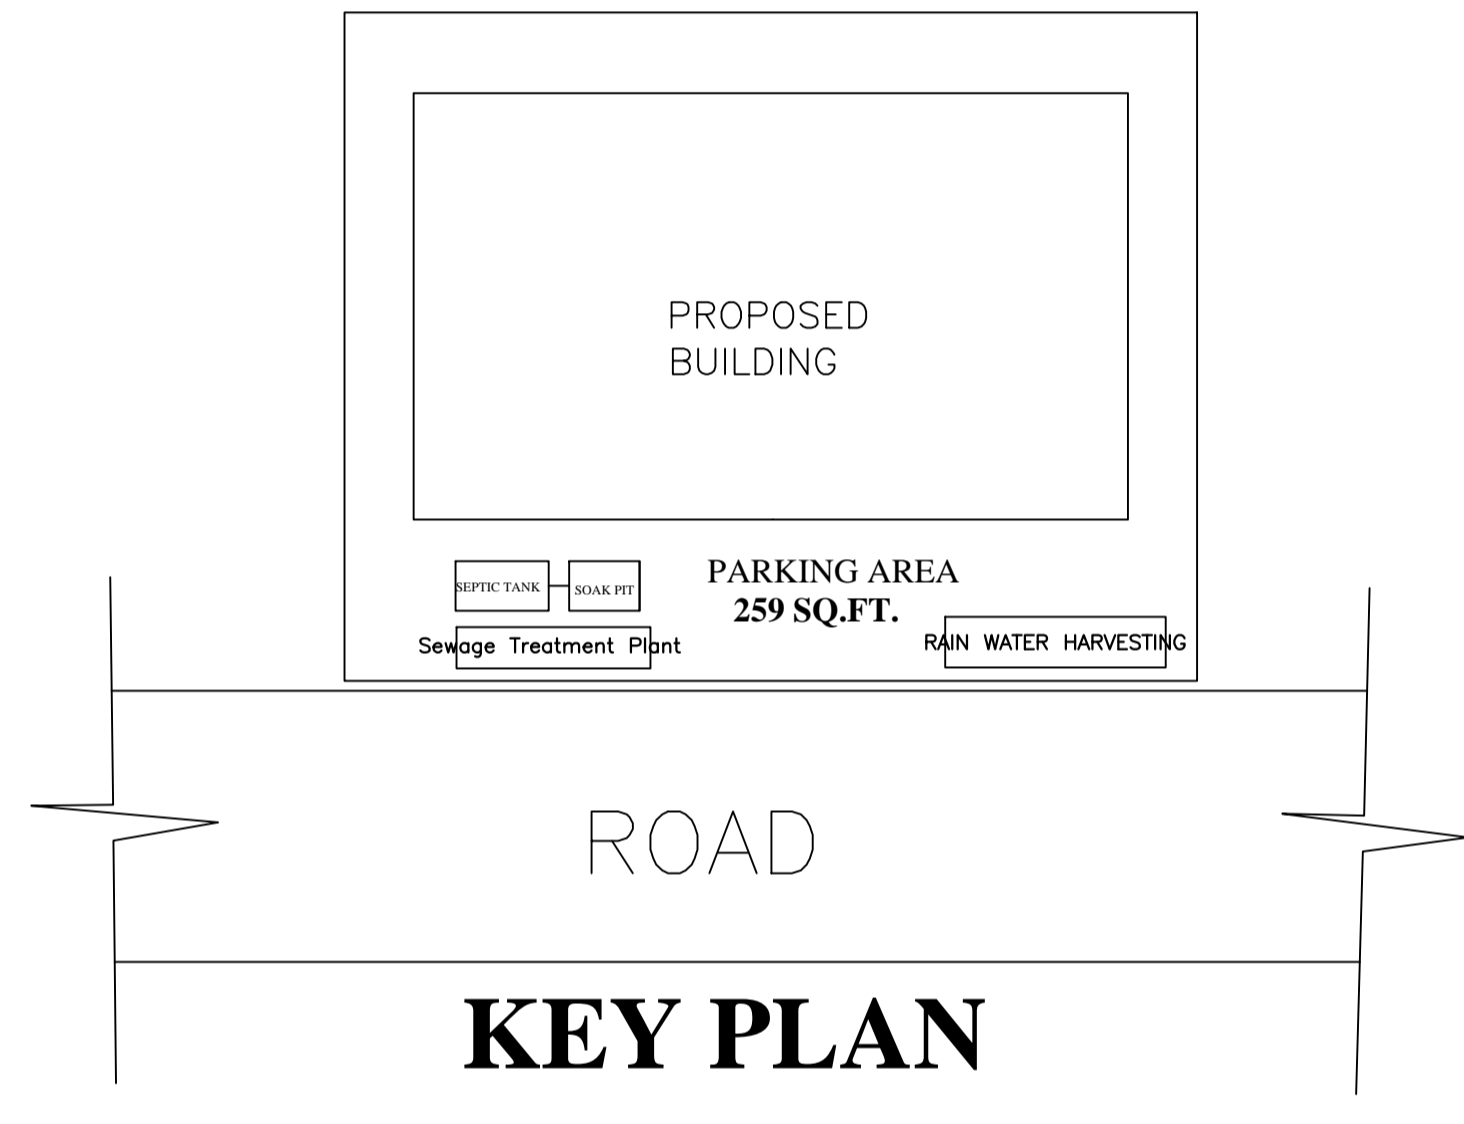 PROPOSED
BUILDING
SEPTIC TANK
SOAK PIT
PARKING AREA
259 SQ.FT.
Sewage Treatment Plant
RAIN WATER HARVESTING
ROAD
KEY PLAN